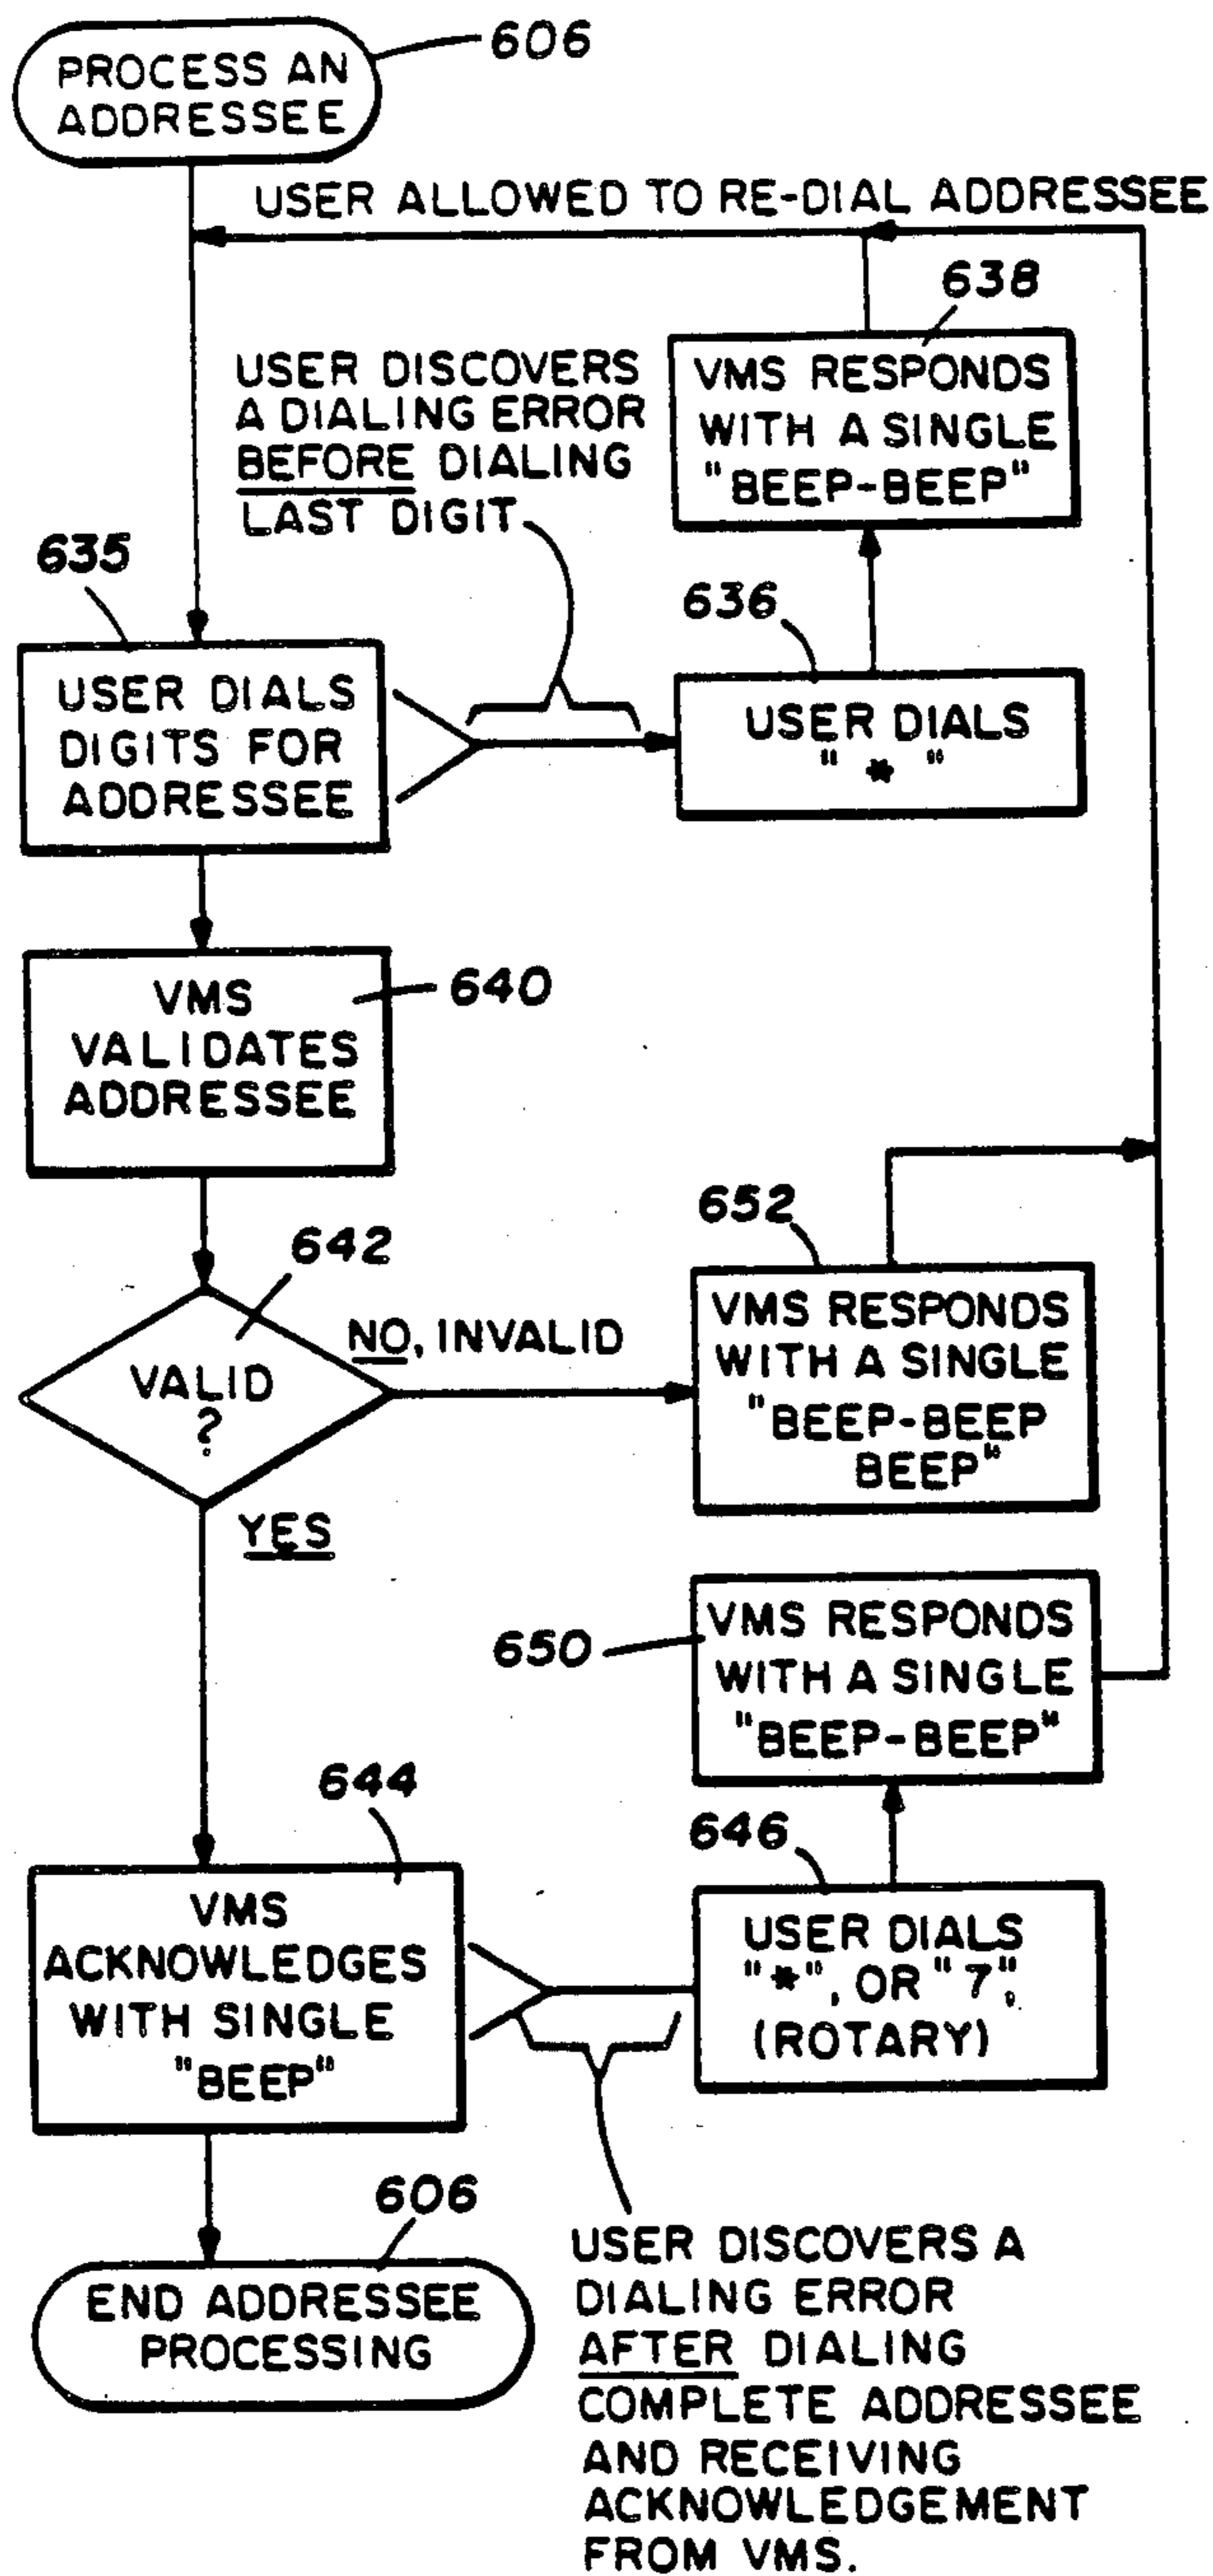 606
PROCESS AN
ADDRESSEE
USER ALLOWED TO RE-DIAL ADDRESSEE
638
VMS RESPONDS
WITH A SINGLE
"BEEP-BEEP"
USER DISCOVERS
A DIALING ERROR
BEFORE DIALING
LAST DIGIT
635
USER DIALS
DIGITS FOR
ADDRESSEE
636
USER DIALS
"*"
640
VMS
VALIDATES
ADDRESSEE
642
VALID
?
NO, INVALID
YES
652
VMS RESPONDS
WITH A SINGLE
"BEEP-BEEP
BEEP"
650
VMS RESPONDS
WITH A SINGLE
"BEEP-BEEP"
644
VMS
ACKNOWLEDGES
WITH SINGLE
"BEEP"
646
USER DIALS
"*", OR "7",
(ROTARY)
606
END ADDRESSEE
PROCESSING
USER DISCOVERS A
DIALING ERROR
AFTER DIALING
COMPLETE ADDRESSEE
AND RECEIVING
ACKNOWLEDGEMENT
FROM VMS.